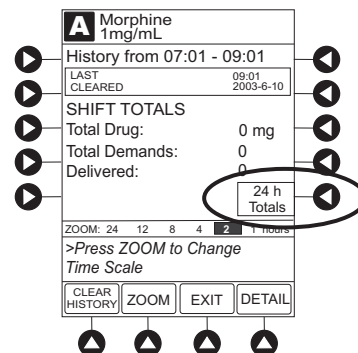 A Morphine
1mg/mL
History from 07:01 - 09:01
LAST 09:01
CLEARED 2003-6-10
SHIFT TOTALS
Total Drug: 0 mg
Total Demands: 0
Delivered: 0
24 h
Totals
ZOOM: 24 12 8 4 2 1 hours
>Press ZOOM to Change
Time Scale
CLEAR
HISTORY ZOOM EXIT DETAIL